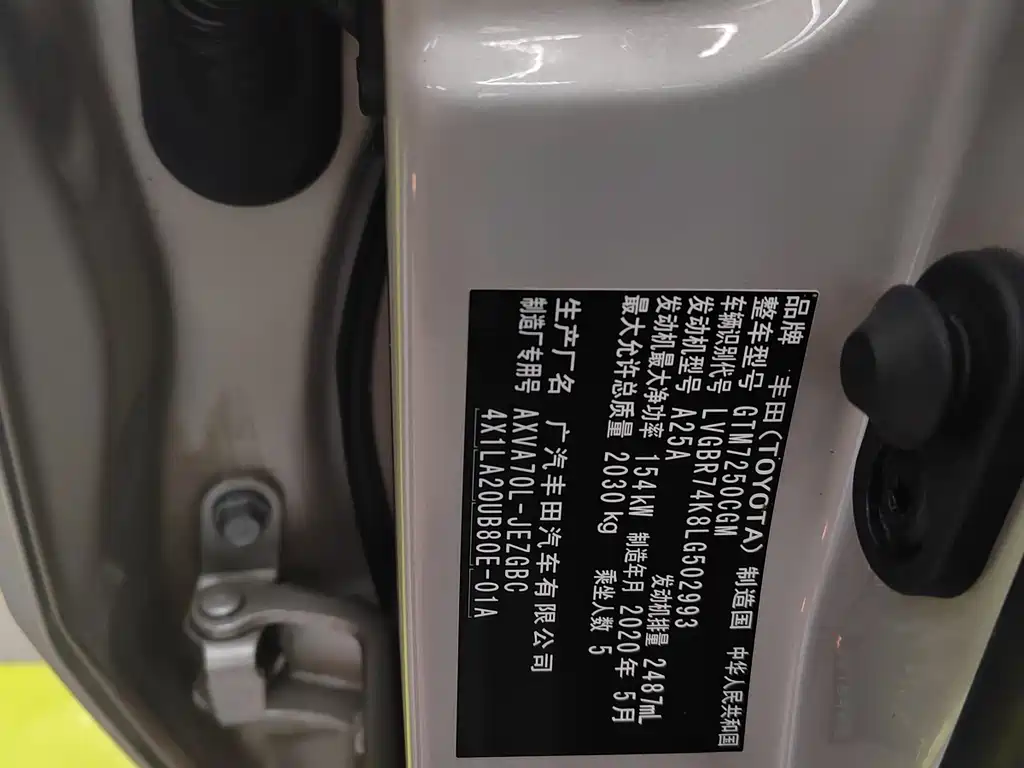 品牌 丰田(TOYOTA) 制造国 中华人民共和国
整车型号 GTM7250CGM
车辆识别代号 LVGBR74K8LG502993
发动机型号 A25A 发动机排量 2487mL
发动机最大净功率 154kW 制造年月 2020年 5月
最大允许总质量 2030kg 乘坐人数 5
生产厂名 广汽丰田汽车有限公司
制造厂专用号 AXVA70L-JEZGBC
4X1LA20UB80E-01A